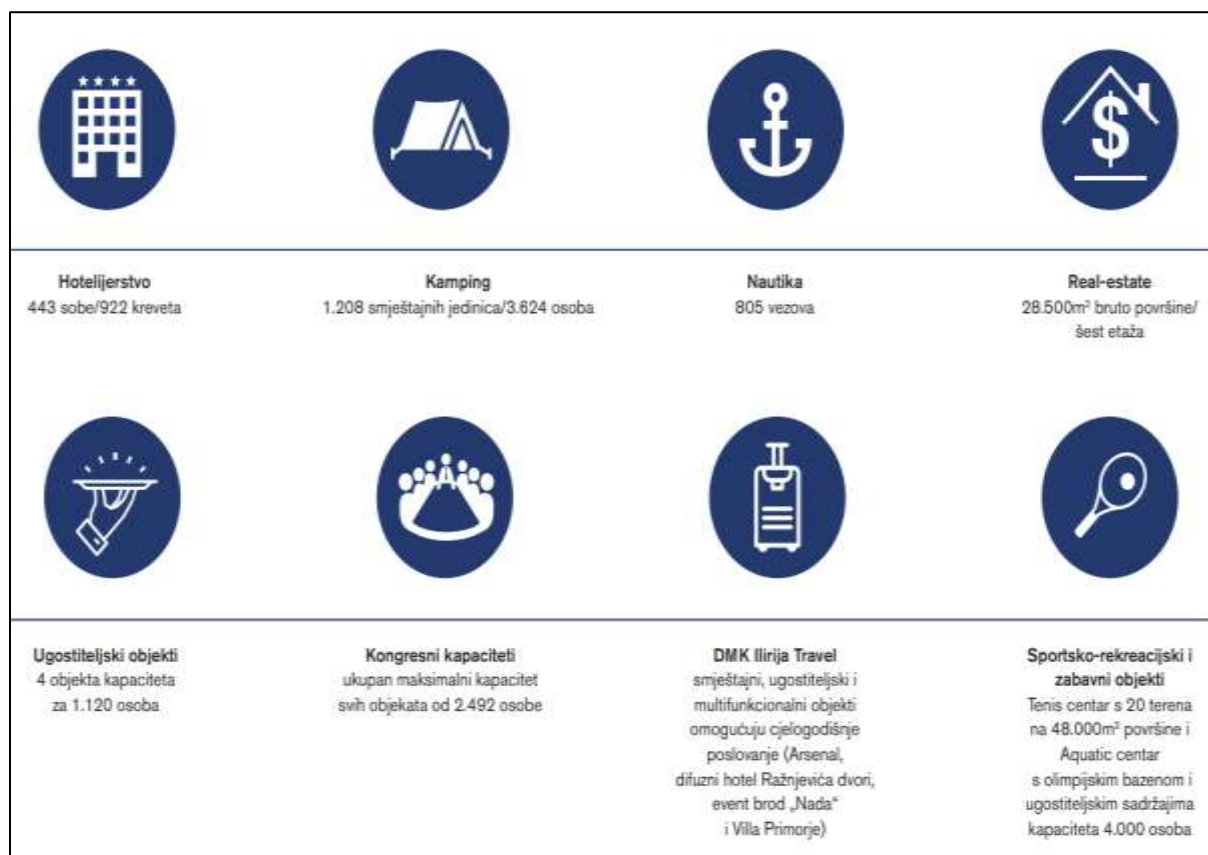 Hotelijerstvo
443 sobe/922 kreveta
Kamping
1.208 smještajnih jedinica/3.624 osoba
Nautika
805 vezova
Real-estate
28.500m² bruto površine/
šest etaža
Ugostiteljski objekti
4 objekta kapaciteta
za 1.120 osoba
Kongresni kapaciteti
ukupan maksimalni kapacitet
svih objekata od 2.492 osobe
DMK Ilirija Travel
smještajni, ugostiteljski i
multifunkcionalni objekti
omogućuju cjelogodišnje
poslovanje (Arsenal,
difuzni hotel Ražnjevića dvori,
event brod „Nada“
i Villa Primorje)
Sportsko-rekreacijski i
zabavni objekti
Tenis centar s 20 terena
na 48.000m² površine i
Aquatic centar
s olimpijskim bazenom i
ugostiteljskim sadržajima
kapaciteta 4.000 osoba